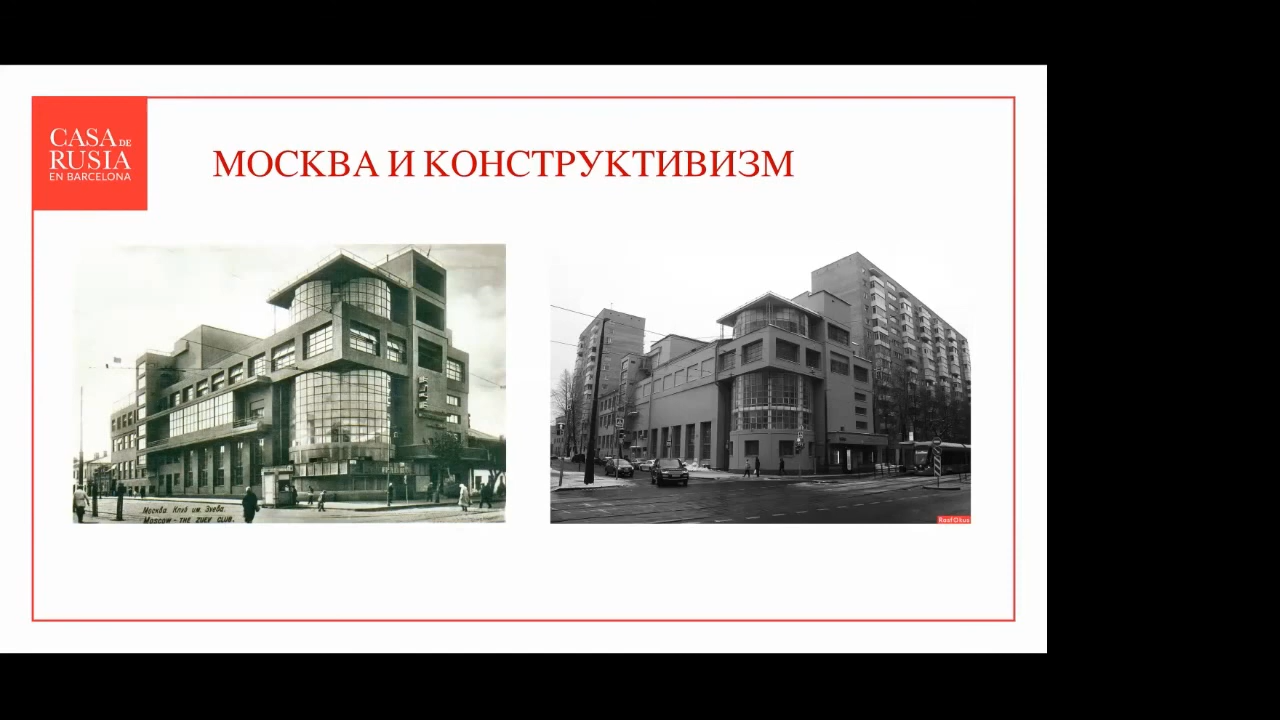 CASA DE
RUSIA
EN BARCELONA
МОСКВА И КОНСТРУКТИВИЗМ
Москва Клуб им. Зуева.
Moscow - THE ZUEV CLUB.